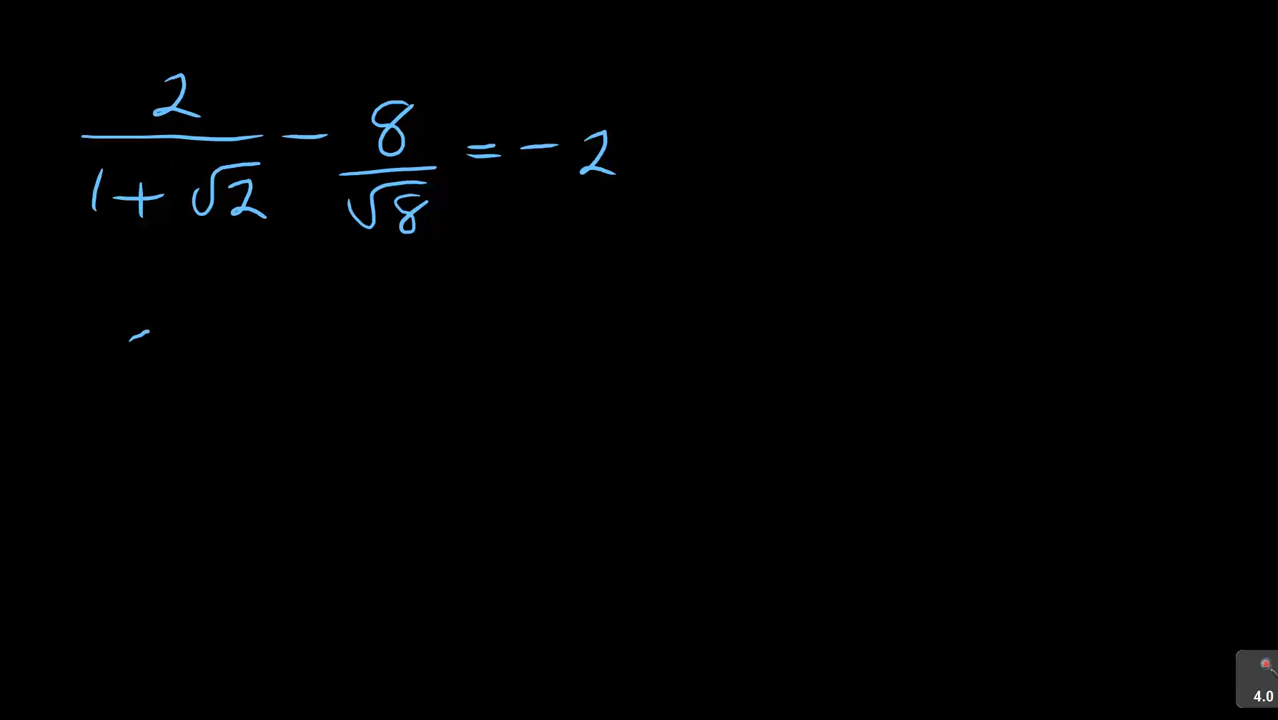 2/(1+√2) - 8/√8 = -2
4.0